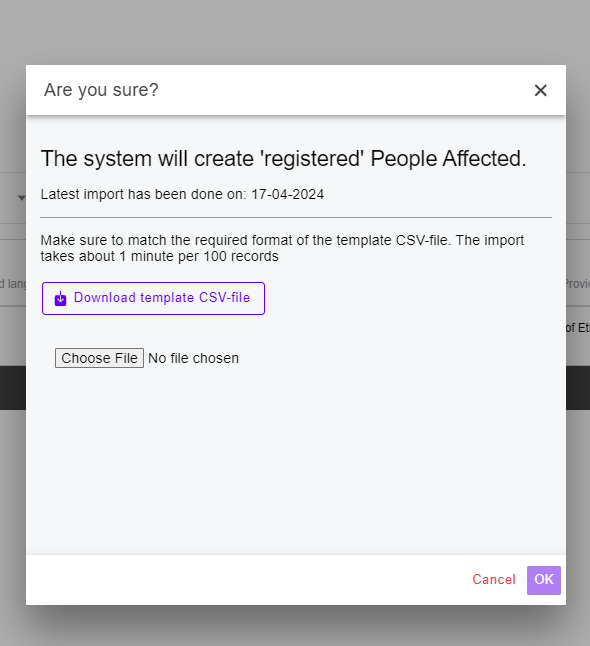 Are you sure?
The system will create 'registered' People Affected.
Latest import has been done on: 17-04-2024
Make sure to match the required format of the template CSV-file. The import
takes about 1 minute per 100 records
Download template CSV-file
Choose File No file chosen
Cancel OK
of Et